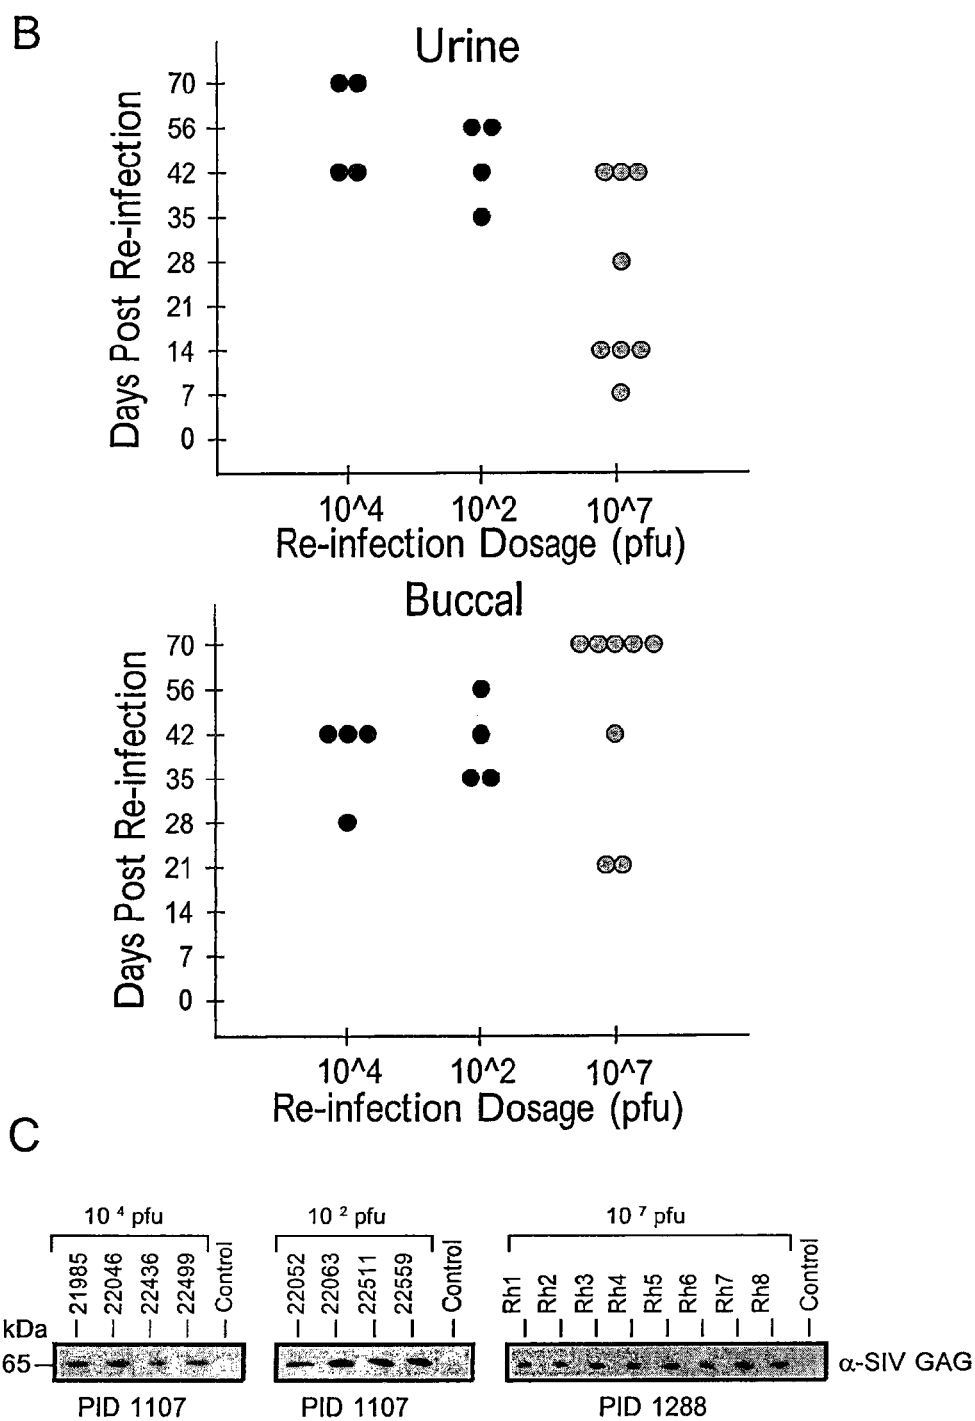 B
Urine
Days Post Re-infection
70
56
42
35
28
21
14
7
0
10^4 10^2 10^7
Re-infection Dosage (pfu)
Buccal
Days Post Re-infection
70
56
42
35
28
21
14
7
0
10^4 10^2 10^7
Re-infection Dosage (pfu)
C
10 4 pfu 10 2 pfu 10 7 pfu
21985 22046 22436 22499 Control 22052 22063 22511 22559 Control Rh1 Rh2 Rh3 Rh4 Rh5 Rh6 Rh7 Rh8 Control
kDa
65 α-SIV GAG
PID 1107 PID 1107 PID 1288